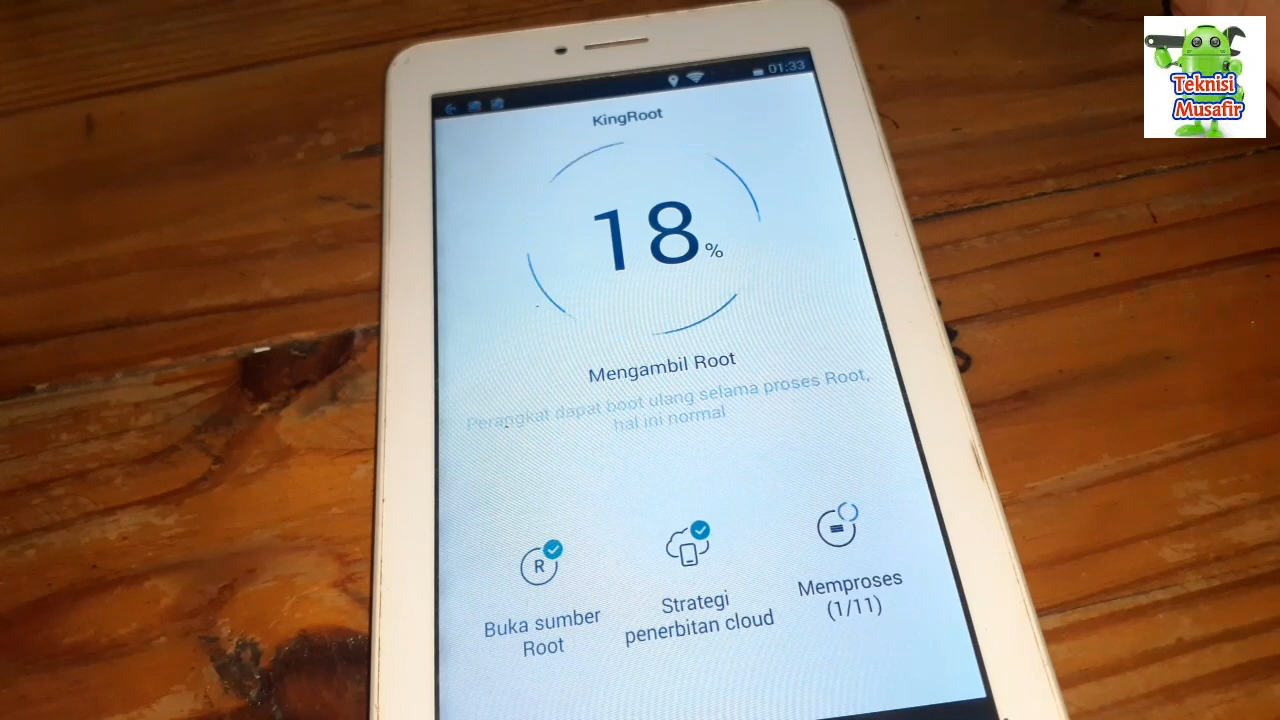 Teknisi
Musafir
01:33
KingRoot
18%
Mengambil Root
Perangkat dapat boot ulang selama proses Root,
hal ini normal
R
Buka sumber
Root
Strategi
penerbitan cloud
Memproses
(1/11)